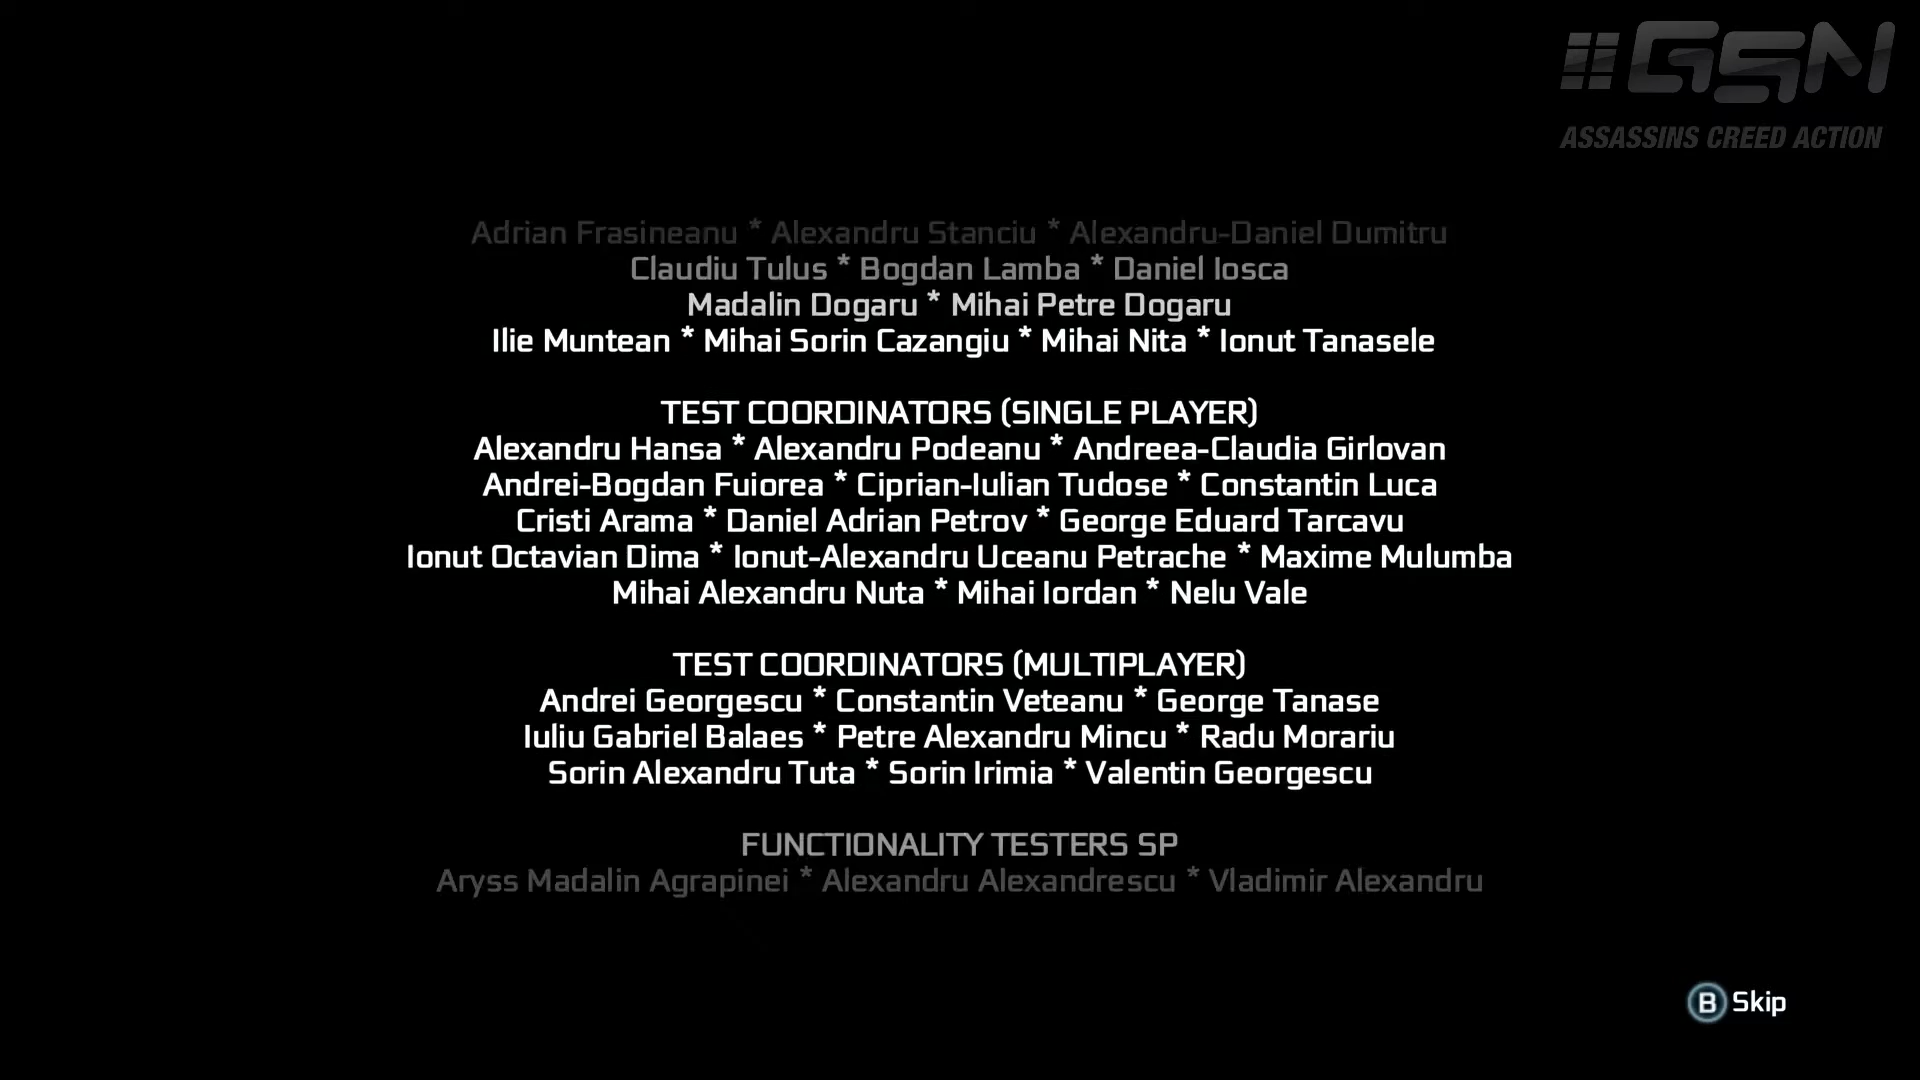 GSN
ASSASSINS CREED ACTION
Adrian Frasineanu * Alexandru Stanciu * Alexandru-Daniel Dumitru
Claudiu Tulus * Bogdan Lamba * Daniel Iosca
Madalin Dogaru * Mihai Petre Dogaru
Ilie Muntean * Mihai Sorin Cazangiu * Mihai Nita * Ionut Tanasele
TEST COORDINATORS (SINGLE PLAYER)
Alexandru Hansa * Alexandru Podeanu * Andreea-Claudia Girlovan
Andrei-Bogdan Fuiorea * Ciprian-Iulian Tudose * Constantin Luca
Cristi Arama * Daniel Adrian Petrov * George Eduard Tarcavu
Ionut Octavian Dima * Ionut-Alexandru Uceanu Petrache * Maxime Mulumba
Mihai Alexandru Nuta * Mihai Iordan * Nelu Vale
TEST COORDINATORS (MULTIPLAYER)
Andrei Georgescu * Constantin Veteanu * George Tanase
Iuliu Gabriel Balaes * Petre Alexandru Mincu * Radu Morariu
Sorin Alexandru Tuta * Sorin Irimia * Valentin Georgescu
FUNCTIONALITY TESTERS SP
Aryss Madalin Agrapinei * Alexandru Alexandrescu * Vladimir Alexandru
B Skip